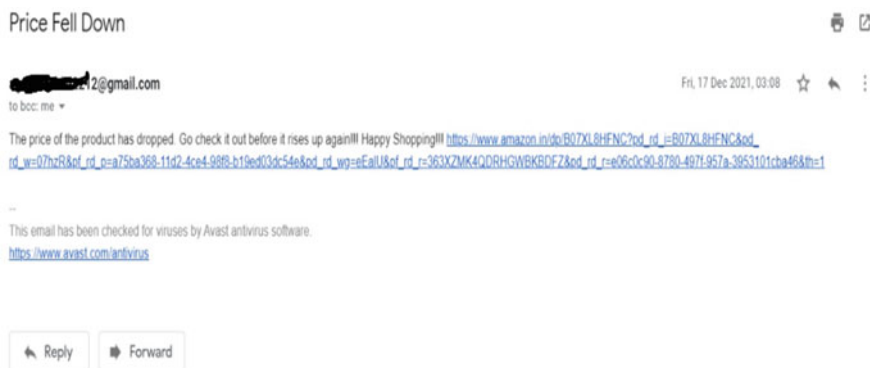 Price Fell Down
2@gmail.com
Fri, 17 Dec 2021, 03:08
to bcc: me
The price of the product has dropped. Go check it out before it rises up again!!! Happy Shopping!!! https://www.amazon.in/dp/B07XL8HFNC?pd_rd_i=B07XL8HFNC&pd_
rd_w=07hzR&pf_rd_p=a75ba368-11d2-4ce4-98f8-b19ed03dc54e&pd_rd_wg=eEalU&pf_rd_r=363XZMK4QDRHGWBKBDFZ&pd_rd_r=e06c0c90-8780-497f-957a-3953101cba46&th=1
--
This email has been checked for viruses by Avast antivirus software.
https://www.avast.com/antivirus
Reply
Forward